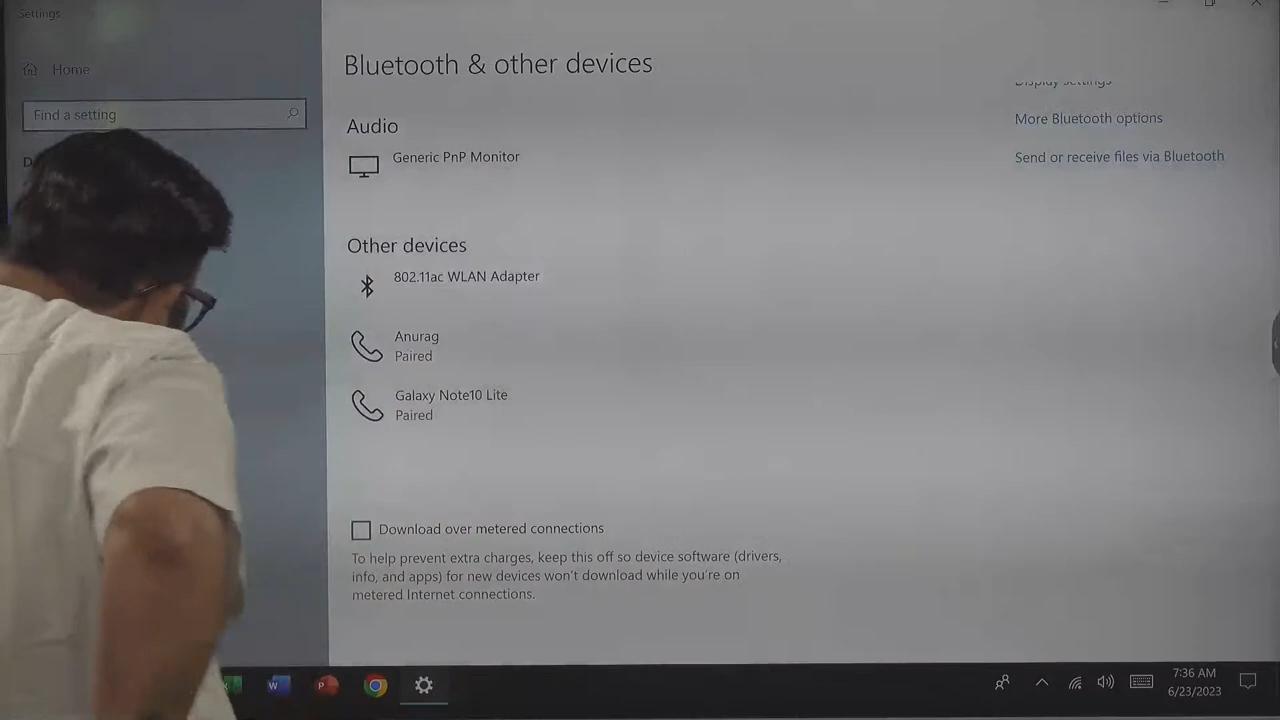 Settings
Home
Find a setting
Bluetooth & other devices
Audio
Generic PnP Monitor
Other devices
802.11ac WLAN Adapter
Anurag
Paired
Galaxy Note10 Lite
Paired
Download over metered connections
To help prevent extra charges, keep this off so device software (drivers,
info, and apps) for new devices won't download while you're on
metered Internet connections.
Display settings
More Bluetooth options
Send or receive files via Bluetooth
7:36 AM
6/23/2023